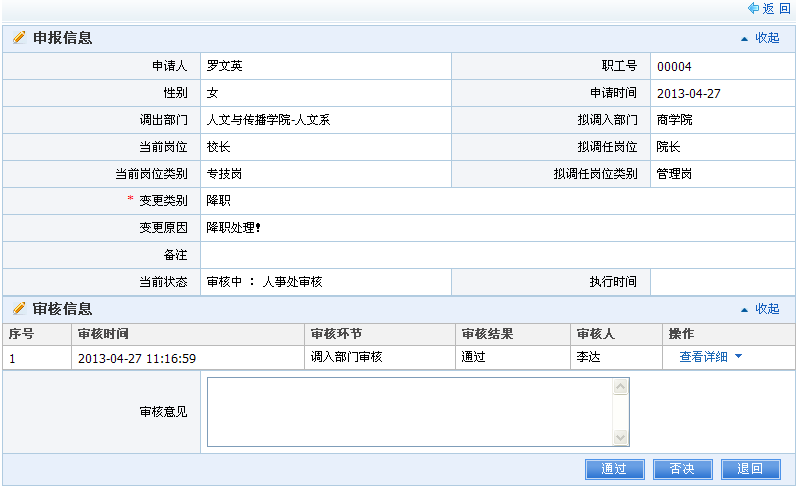 返 回
申报信息 收起
申请人 罗文英 职工号 00004
性别 女 申请时间 2013-04-27
调出部门 人文与传播学院-人文系 拟调入部门 商学院
当前岗位 校长 拟调任岗位 院长
当前岗位类别 专技岗 拟调任岗位类别 管理岗
* 变更类别 降职
变更原因 降职处理!
备注
当前状态 审核中 : 人事处审核 执行时间
审核信息 收起
序号 审核时间 审核环节 审核结果 审核人 操作
1 2013-04-27 11:16:59 调入部门审核 通过 李达 查看详细
审核意见
通过 否决 退回